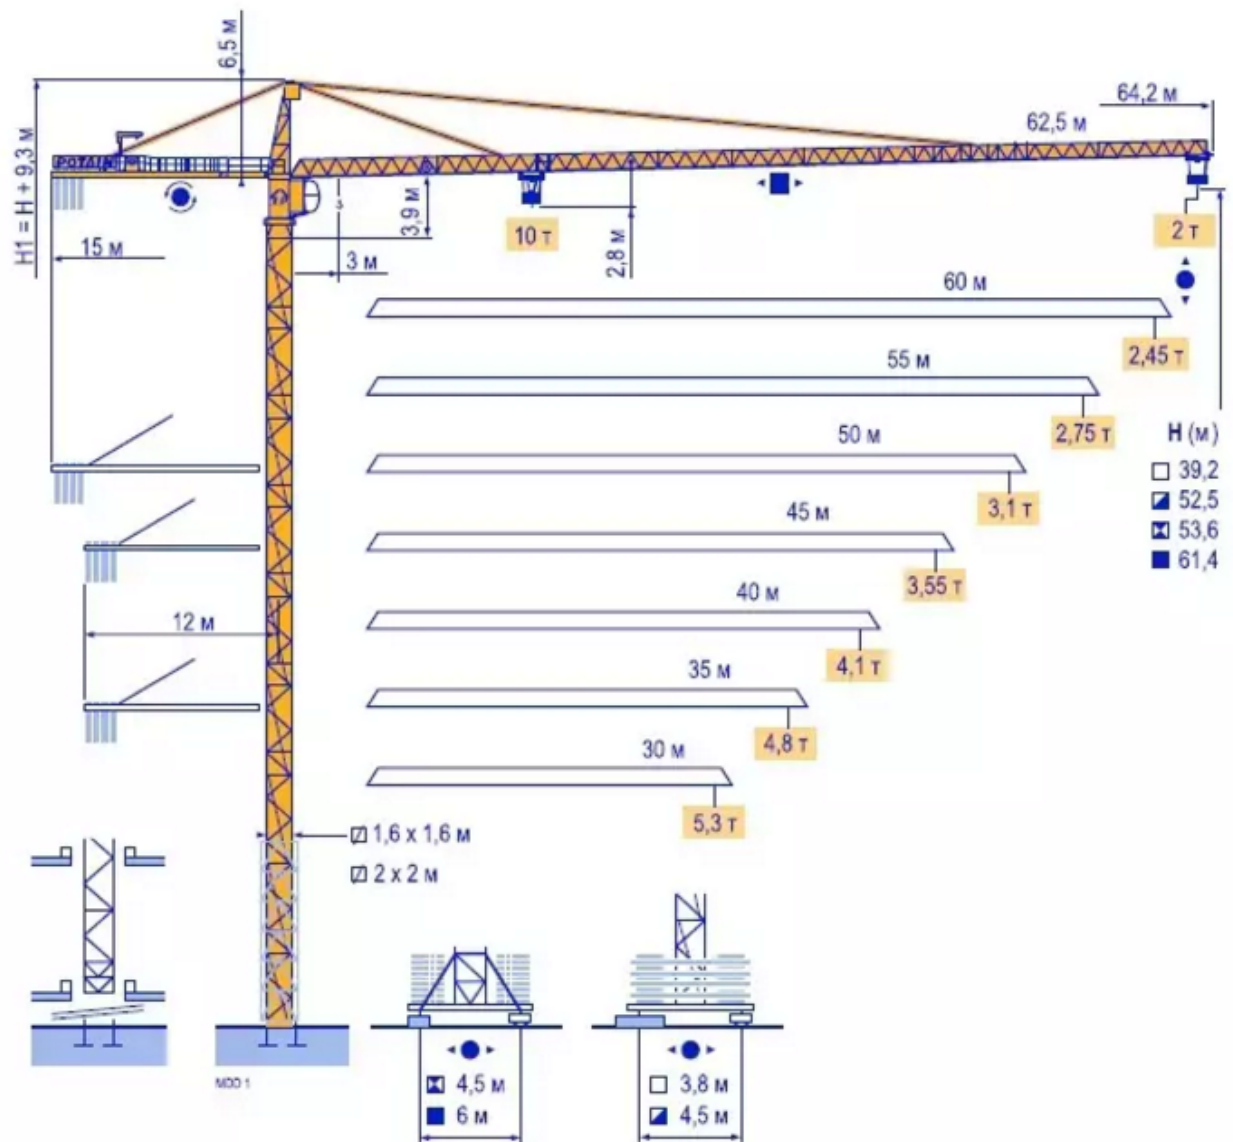 6,5 м
64,2 м
62,5 м
H1 = H + 9,3 м
POTAIN
3,9 м
10 т
2,8 м
2 т
15 м
3 м
60 м
2,45 т
55 м
2,75 т
H (м)
39,2
52,5
53,6
61,4
50 м
3,1 т
45 м
3,55 т
40 м
4,1 т
12 м
35 м
4,8 т
30 м
5,3 т
1,6 x 1,6 м
2 x 2 м
4,5 м
6 м
3,8 м
4,5 м